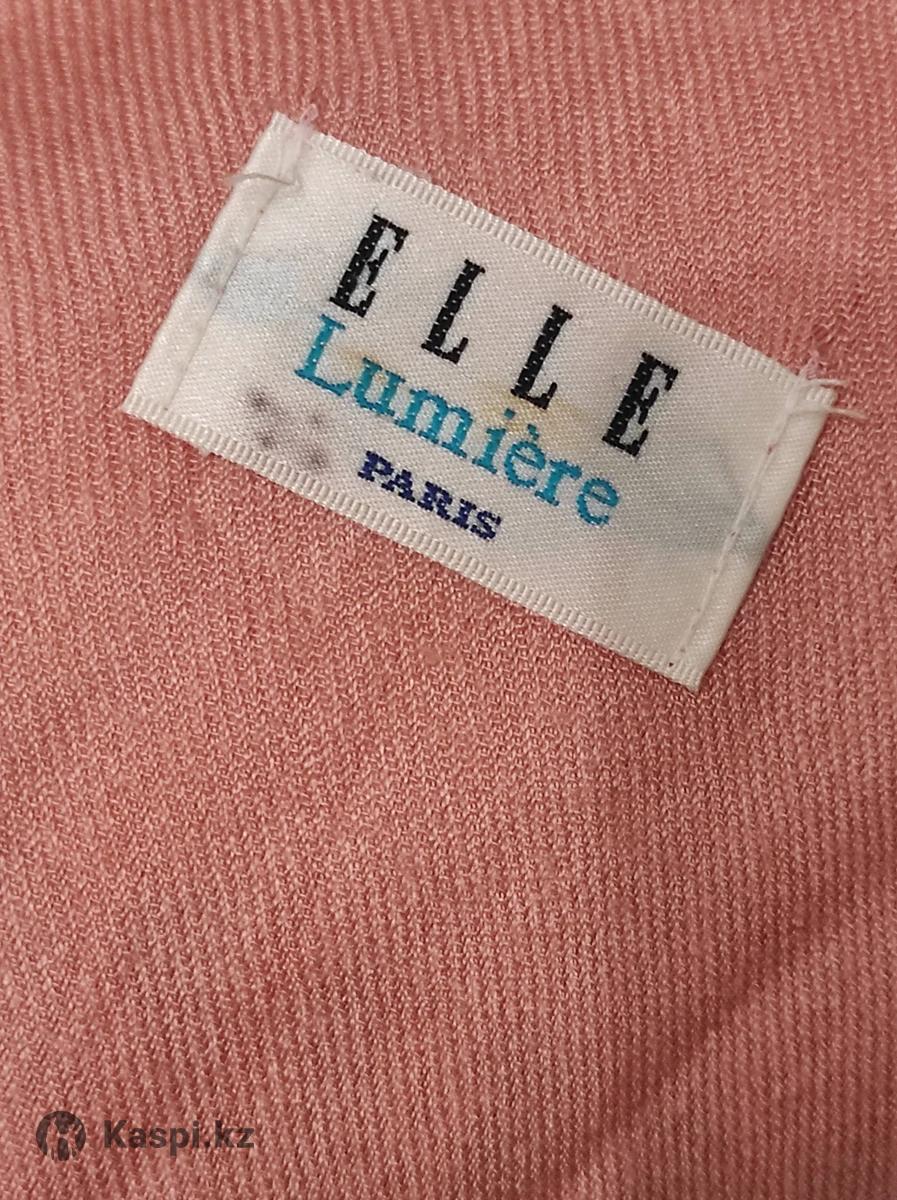 ELLE
Lumière
PARIS
Kaspi.kz